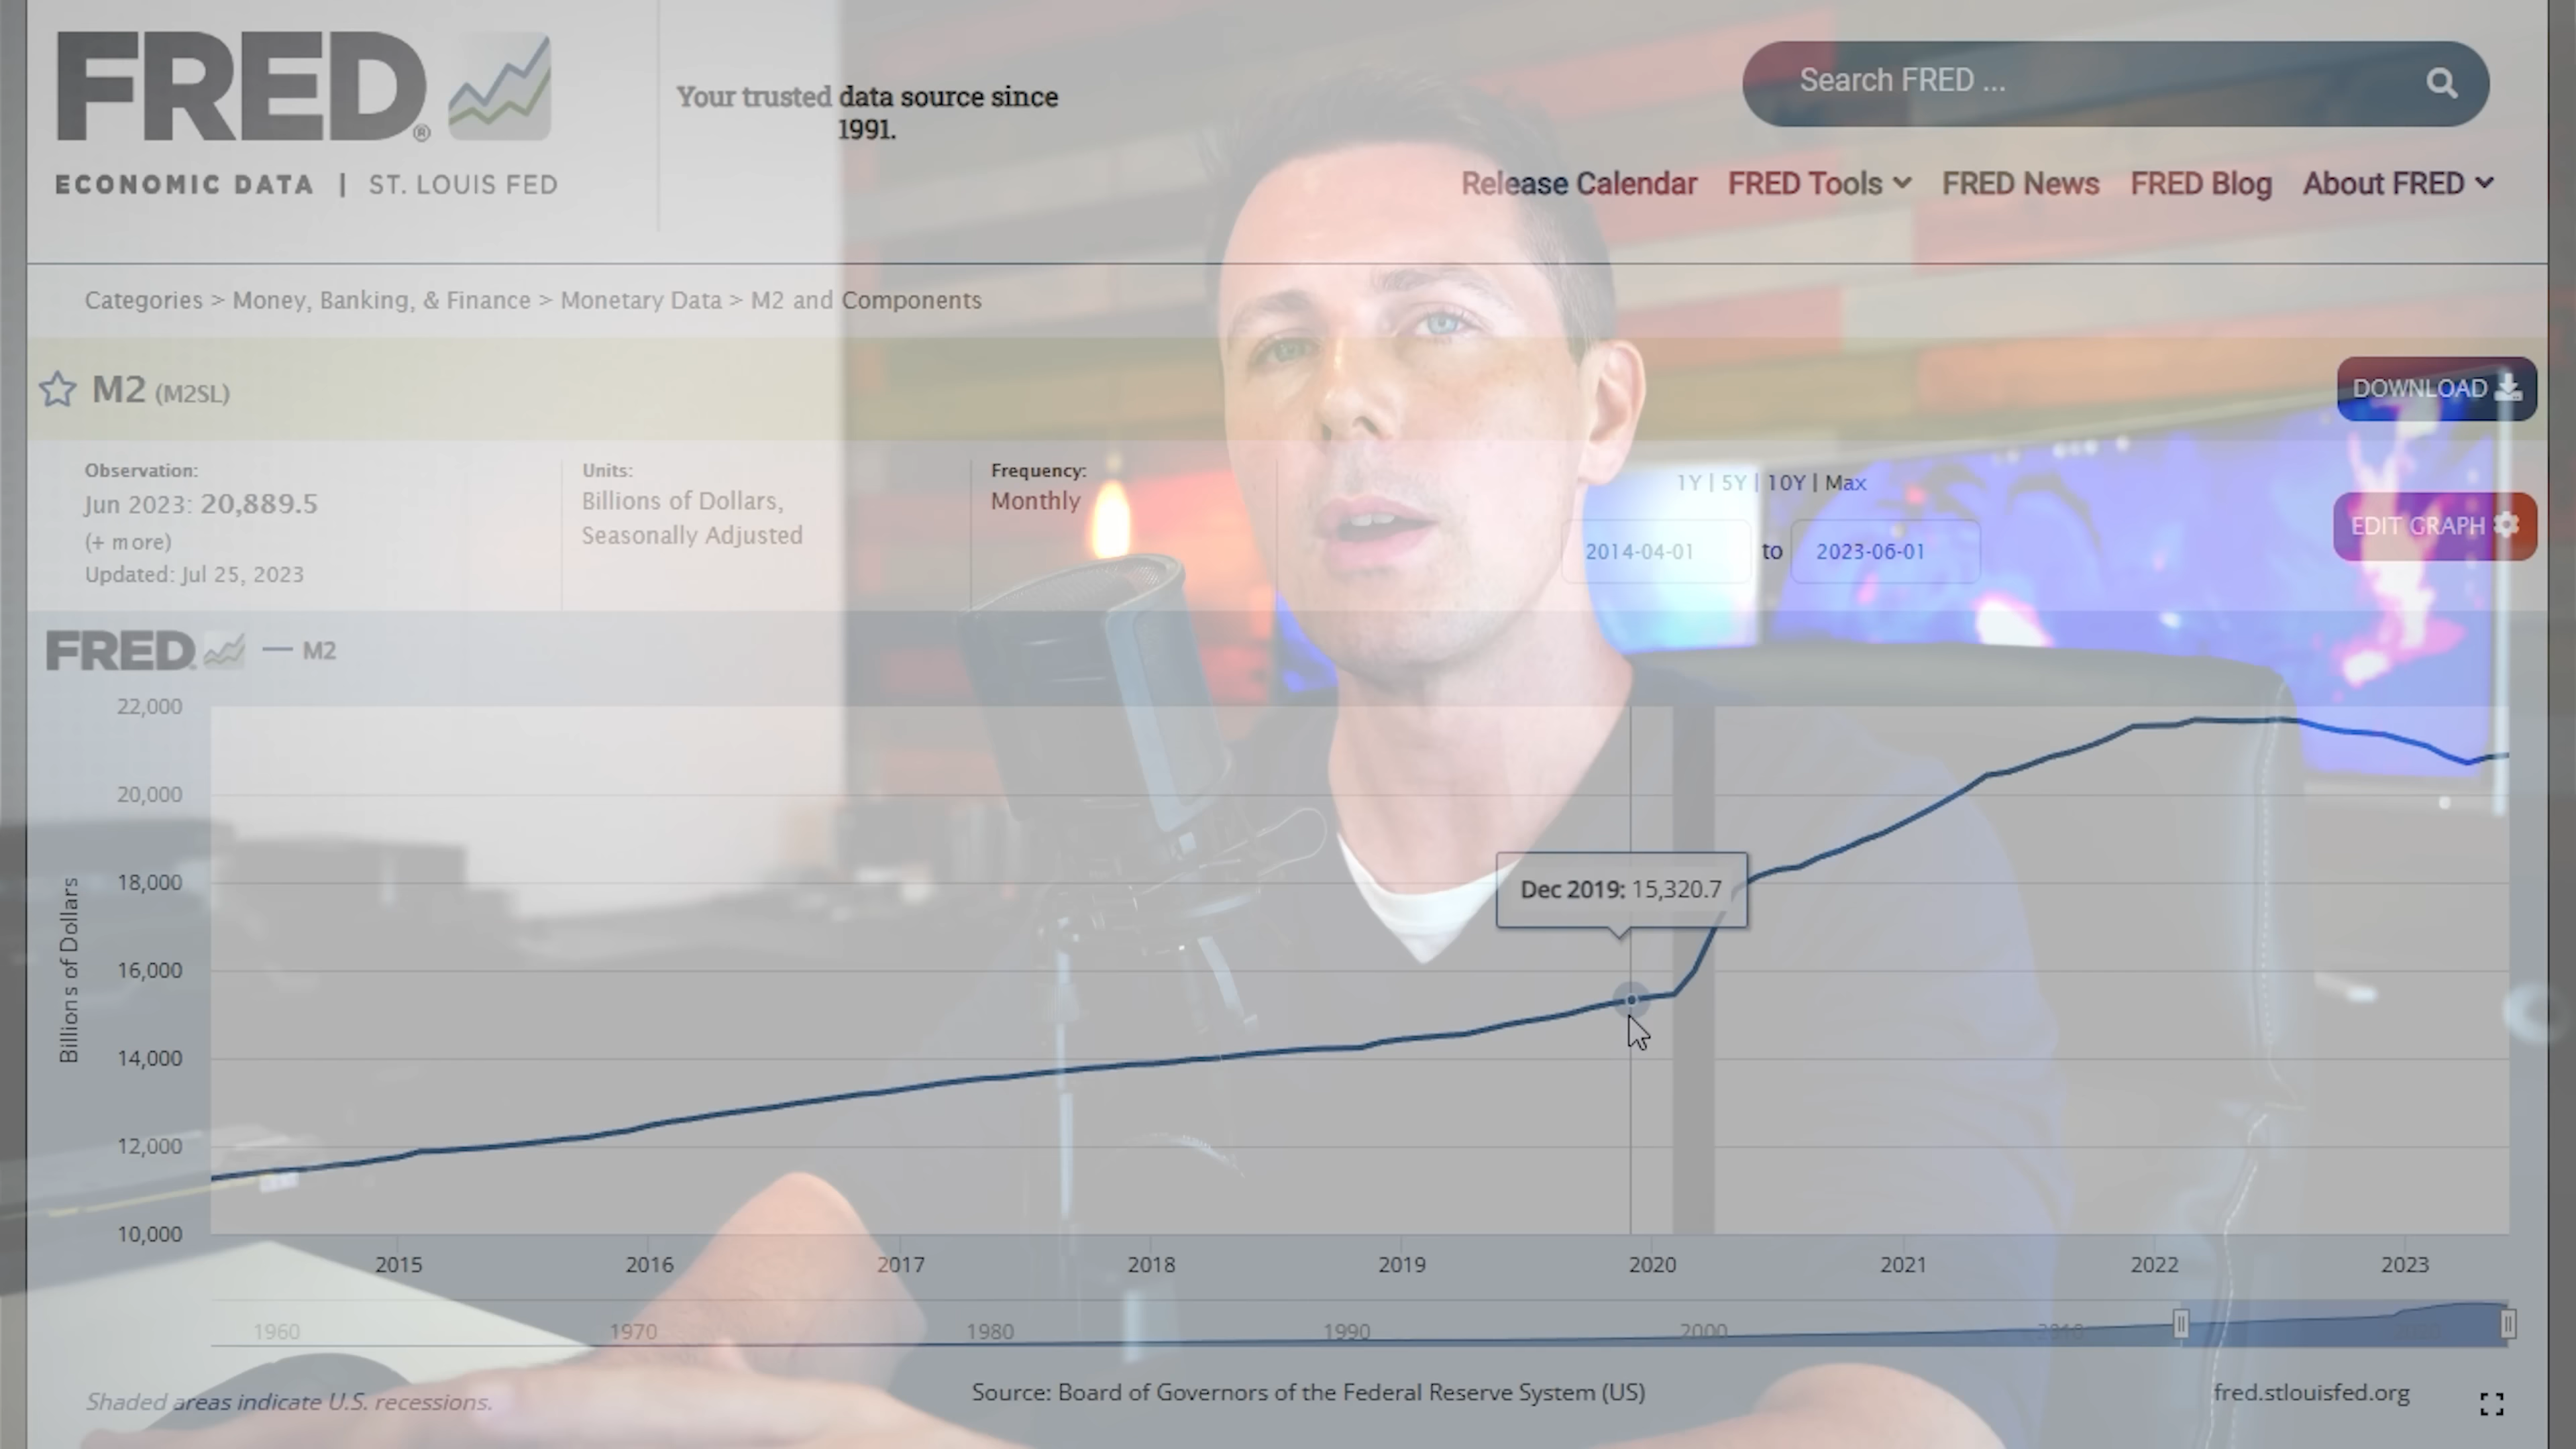 FRED®
ECONOMIC DATA | ST. LOUIS FED
Your trusted data source since
1991.
Search FRED ...
Release Calendar FRED Tools FRED News FRED Blog About FRED
Categories > Money, Banking, & Finance > Monetary Data > M2 and Components
M2 (M2SL)
DOWNLOAD
Observation:
Jun 2023: 20,889.5
(+ more)
Updated: Jul 25, 2023
Units:
Billions of Dollars,
Seasonally Adjusted
Frequency:
Monthly
1Y | 5Y | 10Y | Max
2014-04-01 to 2023-06-01
EDIT GRAPH
FRED M2
22,000
20,000
18,000
16,000
14,000
12,000
10,000
Billions of Dollars
Dec 2019: 15,320.7
2015 2016 2017 2018 2019 2020 2021 2022 2023
1960 1970 1980 1990 2000 2010
Shaded areas indicate U.S. recessions.
Source: Board of Governors of the Federal Reserve System (US)
fred.stlouisfed.org